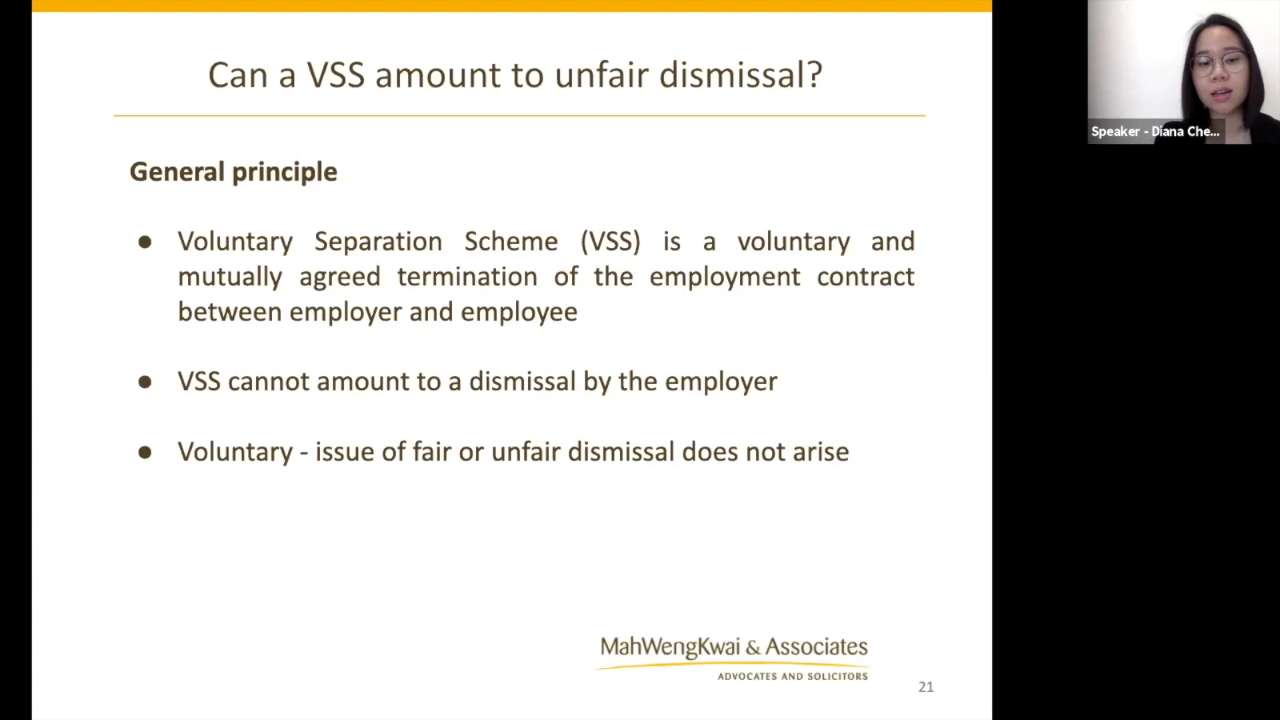 Can a VSS amount to unfair dismissal?
Speaker - Diana Che...
General principle
● Voluntary Separation Scheme (VSS) is a voluntary and
mutually agreed termination of the employment contract
between employer and employee
● VSS cannot amount to a dismissal by the employer
● Voluntary - issue of fair or unfair dismissal does not arise
MahWengKwai & Associates
ADVOCATES AND SOLICITORS
21